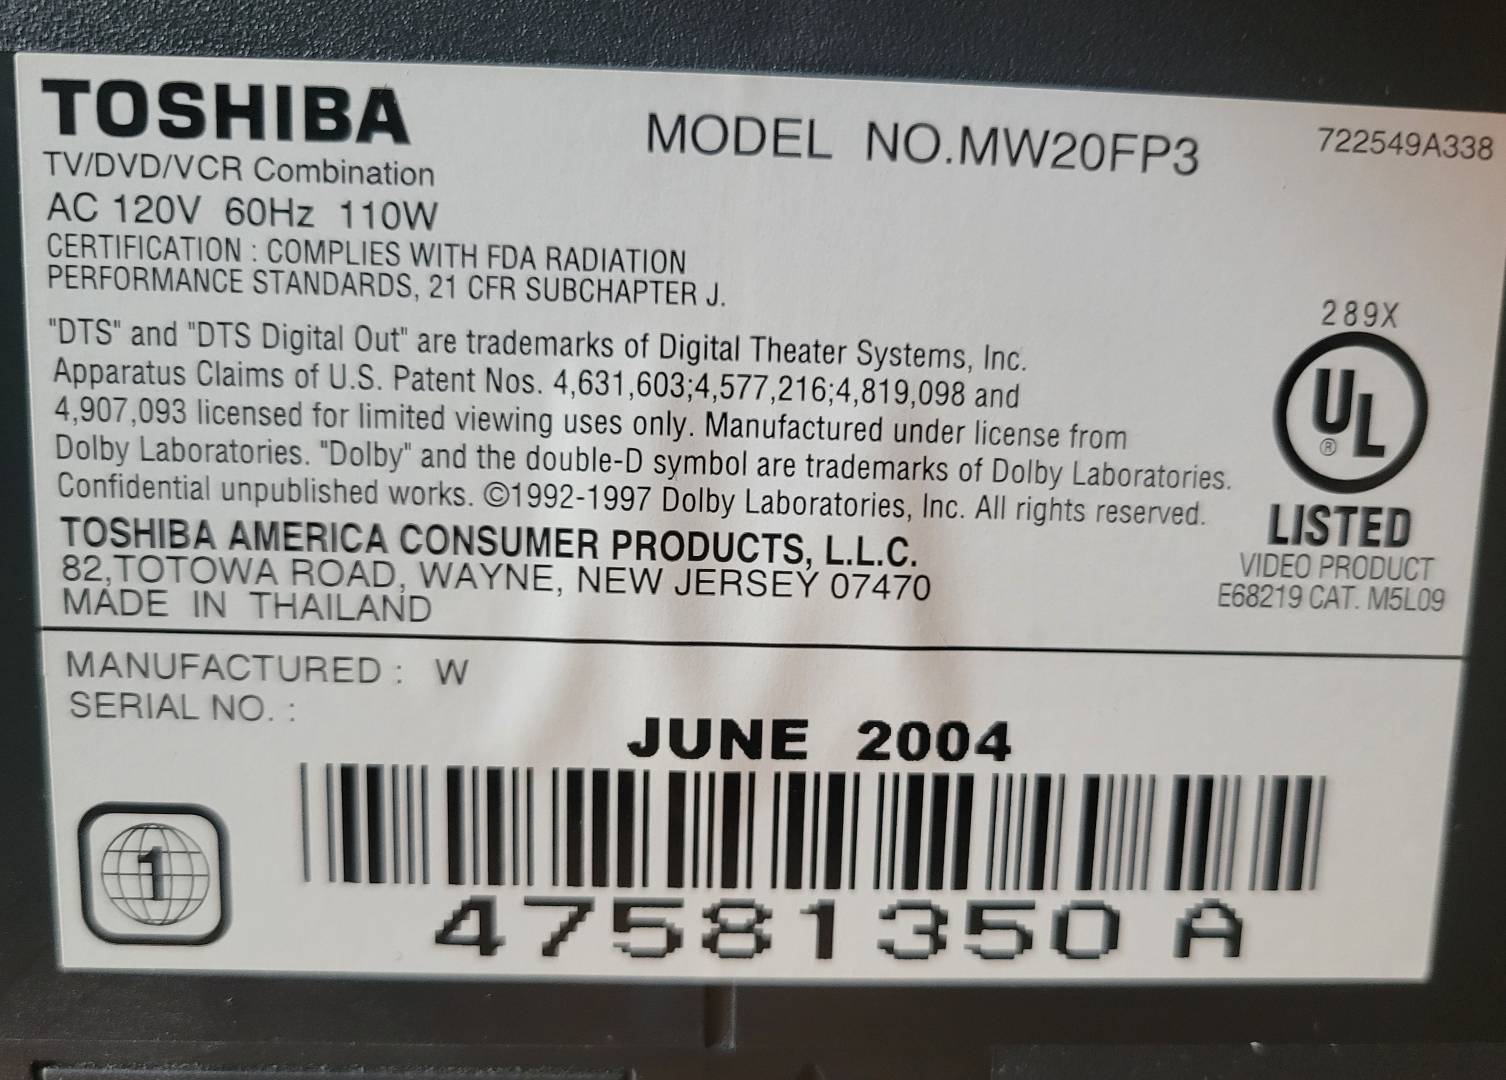 TOSHIBA
MODEL NO.MW20FP3
722549A338
TV/DVD/VCR Combination
AC 120V 60Hz 110W
CERTIFICATION : COMPLIES WITH FDA RADIATION
PERFORMANCE STANDARDS, 21 CFR SUBCHAPTER J.
"DTS" and "DTS Digital Out" are trademarks of Digital Theater Systems, Inc.
Apparatus Claims of U.S. Patent Nos. 4,631,603;4,577,216;4,819,098 and
4,907,093 licensed for limited viewing uses only. Manufactured under license from
Dolby Laboratories. "Dolby" and the double-D symbol are trademarks of Dolby Laboratories.
Confidential unpublished works. ©1992-1997 Dolby Laboratories, Inc. All rights reserved.
TOSHIBA AMERICA CONSUMER PRODUCTS, L.L.C.
82,TOTOWA ROAD, WAYNE, NEW JERSEY 07470
MADE IN THAILAND
289X
UL
®
LISTED
VIDEO PRODUCT
E68219 CAT. M5L09
MANUFACTURED : W
SERIAL NO. :
JUNE 2004
1
47581350 A